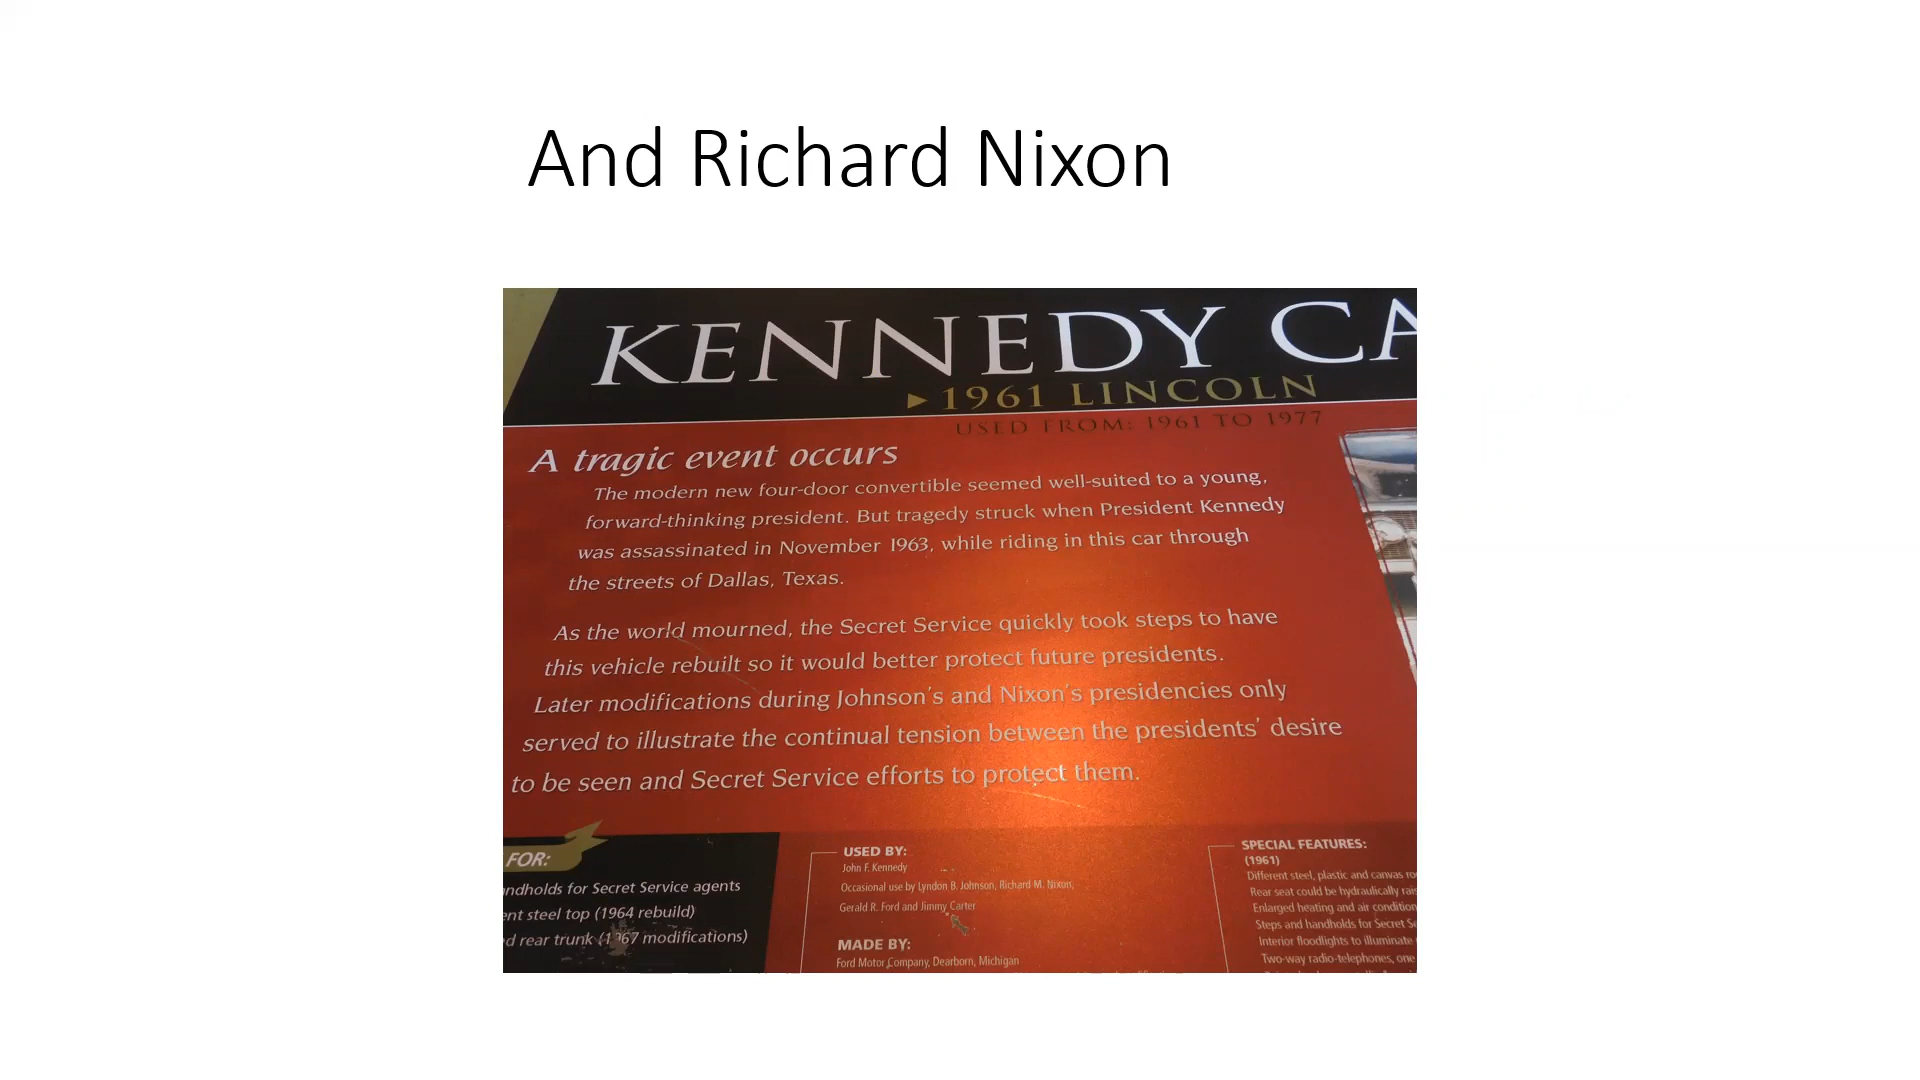 And Richard Nixon
KENNEDY CA
►1961 LINCOLN
USED FROM: 1961 TO 1977
A tragic event occurs
The modern new four-door convertible seemed well-suited to a young,
forward-thinking president. But tragedy struck when President Kennedy
was assassinated in November 1963, while riding in this car through
the streets of Dallas, Texas.
As the world mourned, the Secret Service quickly took steps to have
this vehicle rebuilt so it would better protect future presidents.
Later modifications during Johnson's and Nixon's presidencies only
served to illustrate the continual tension between the presidents' desire
to be seen and Secret Service efforts to protect them.
FOR:
ndholds for Secret Service agents
ent steel top (1964 rebuild)
d rear trunk (1967 modifications)
USED BY:
John F. Kennedy
Occasional use by Lyndon B. Johnson, Richard M. Nixon,
Gerald R. Ford and Jimmy Carter
MADE BY:
Ford Motor Company, Dearborn, Michigan
SPECIAL FEATURES:
(1961)
Different steel, plastic and canvas ro
Rear seat could be hydraulically rais
Enlarged heating and air condition
Steps and handholds for Secret Se
Interior floodlights to illuminate
Two-way radio-telephones, one